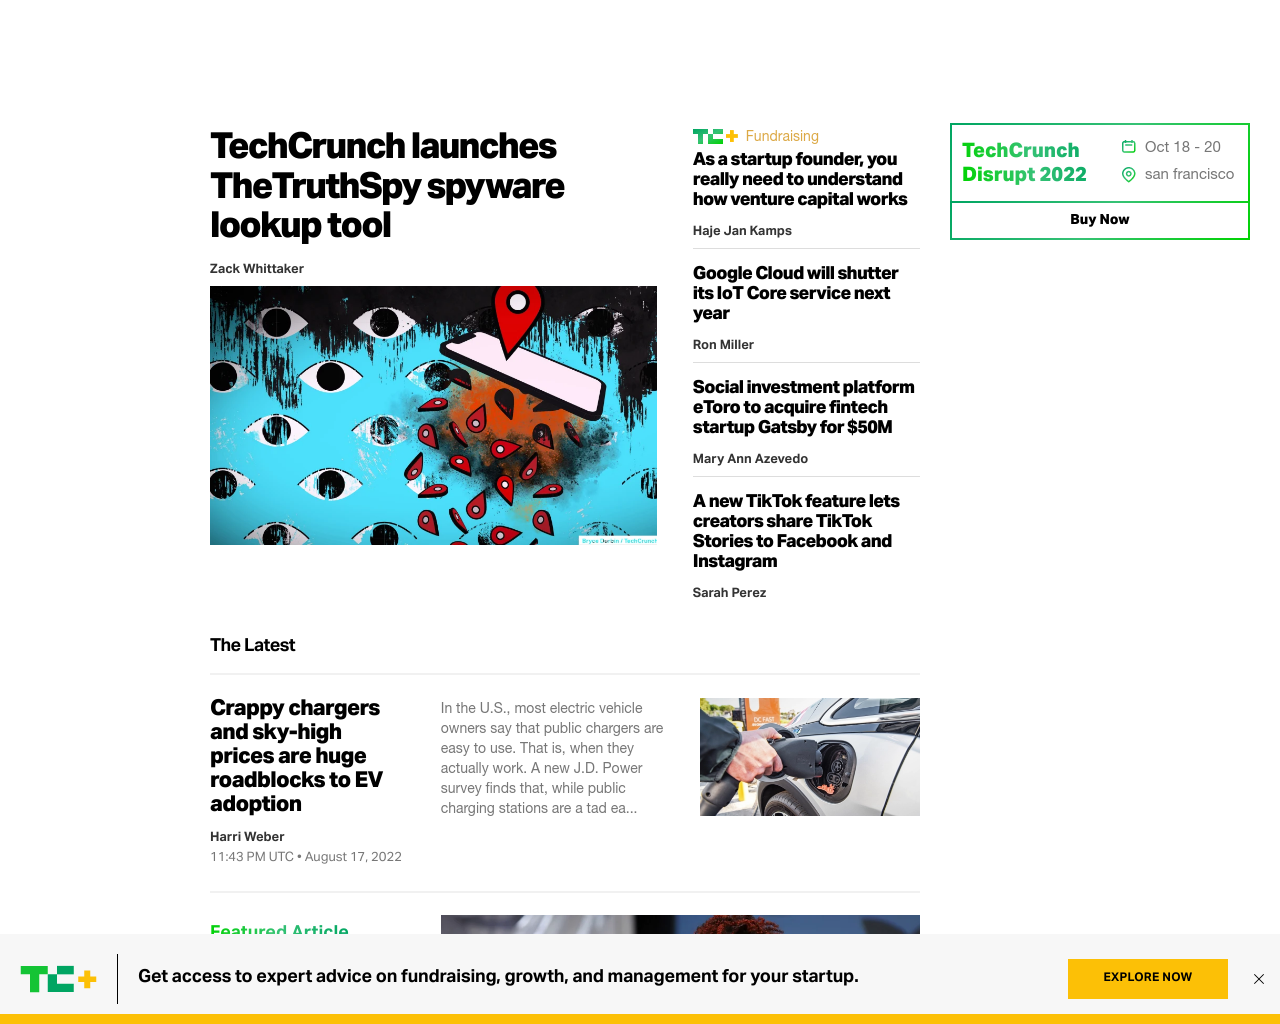 TechCrunch launches
TheTruthSpy spyware
lookup tool
Zack Whittaker
Bryce Durbin / TechCrunch
TC+ Fundraising
As a startup founder, you
really need to understand
how venture capital works
Haje Jan Kamps
Google Cloud will shutter
its IoT Core service next
year
Ron Miller
Social investment platform
eToro to acquire fintech
startup Gatsby for $50M
Mary Ann Azevedo
A new TikTok feature lets
creators share TikTok
Stories to Facebook and
Instagram
Sarah Perez
TechCrunch
Disrupt 2022
Oct 18 - 20
san francisco
Buy Now
The Latest
Crappy chargers
and sky-high
prices are huge
roadblocks to EV
adoption
Harri Weber
11:43 PM UTC • August 17, 2022
In the U.S., most electric vehicle
owners say that public chargers are
easy to use. That is, when they
actually work. A new J.D. Power
survey finds that, while public
charging stations are a tad ea...
DC FAST
Featured Article
TC+
Get access to expert advice on fundraising, growth, and management for your startup.
EXPLORE NOW